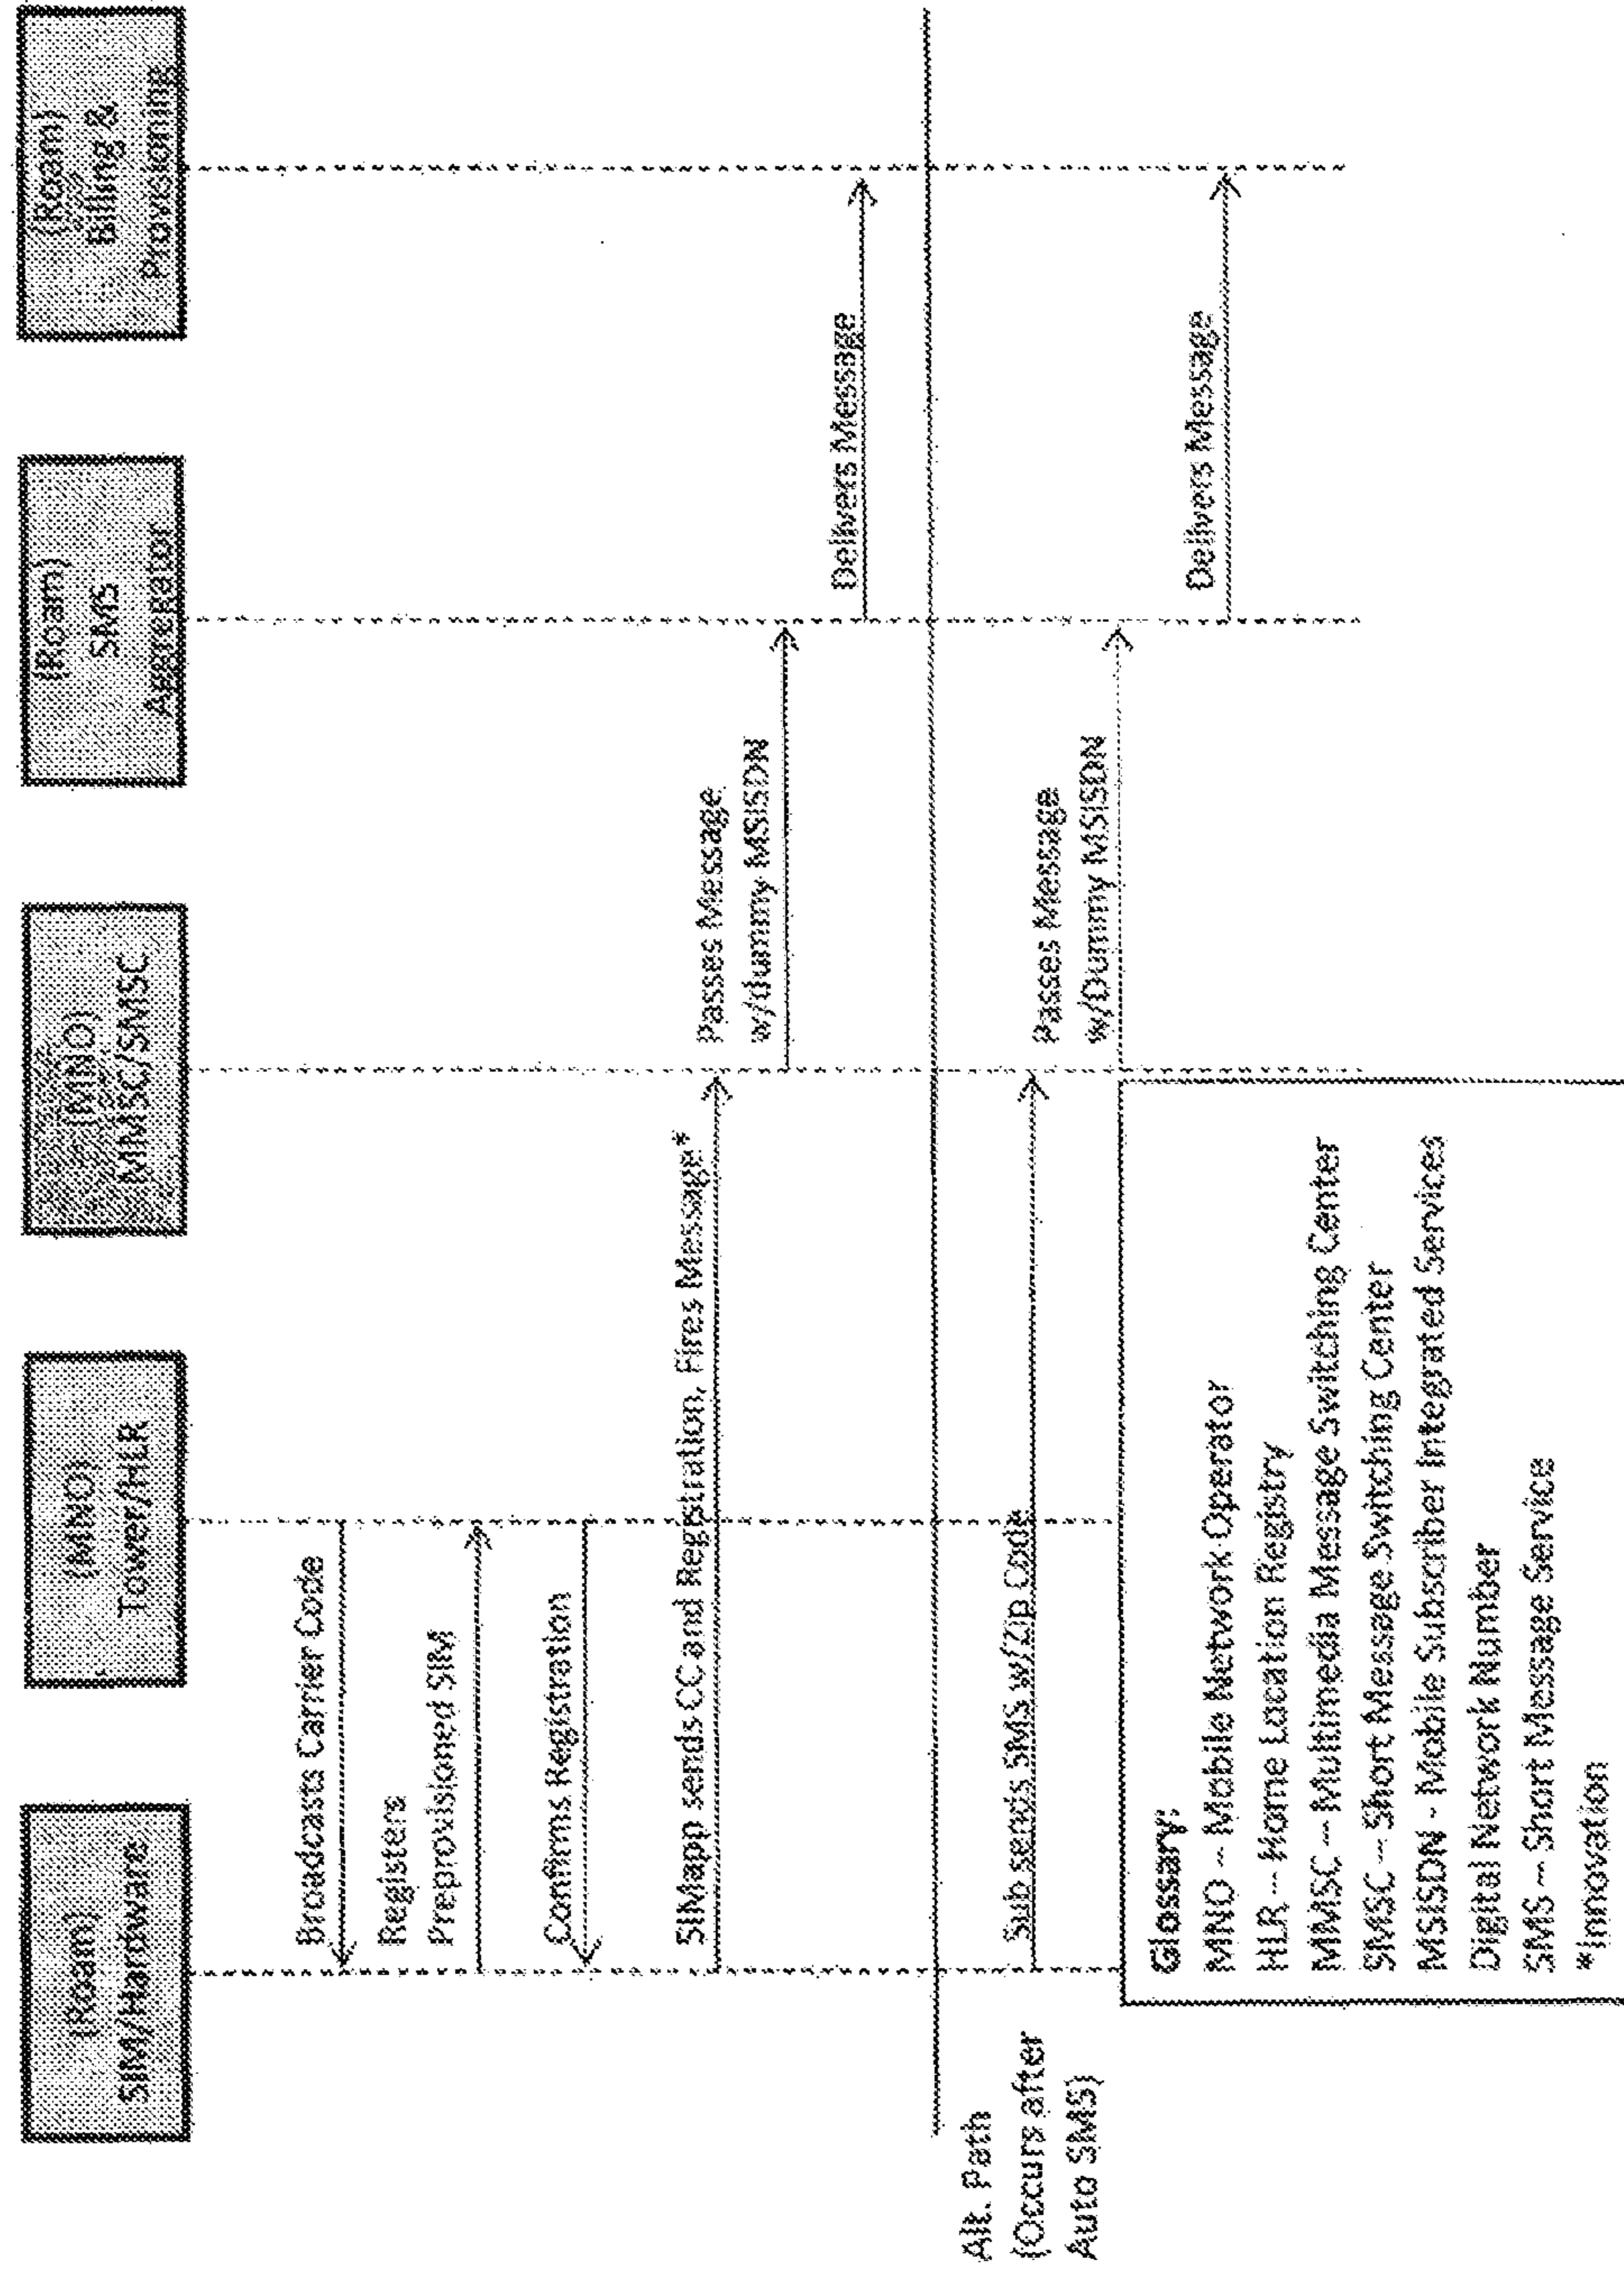 (Roam)
SIM/Hardware
(MNO)
Tower/HLR
(MNO)
MMSC/SMSC
(Roam)
SMS
Aggregator
(Roam)
Billing &
Provisioning
Broadcasts Carrier Code
Registers
Preprovisioned SIM
Confirms Registration
SIMapp sends CC and Registration, Fires Message*
Passes Message
w/dummy MSISDN
Delivers Message
Alt. Path
(Occurs after
Auto SMS)
Sub sends SMS w/Zip Code
Passes Message
w/Dummy MSISDN
Delivers Message
Glossary:
MNO -- Mobile Network Operator
HLR -- Home Location Registry
MMSC -- Multimedia Message Switching Center
SMSC -- Short Message Switching Center
MSISDN - Mobile Subscriber Integrated Services
Digital Network Number
SMS -- Short Message Service
*Innovation